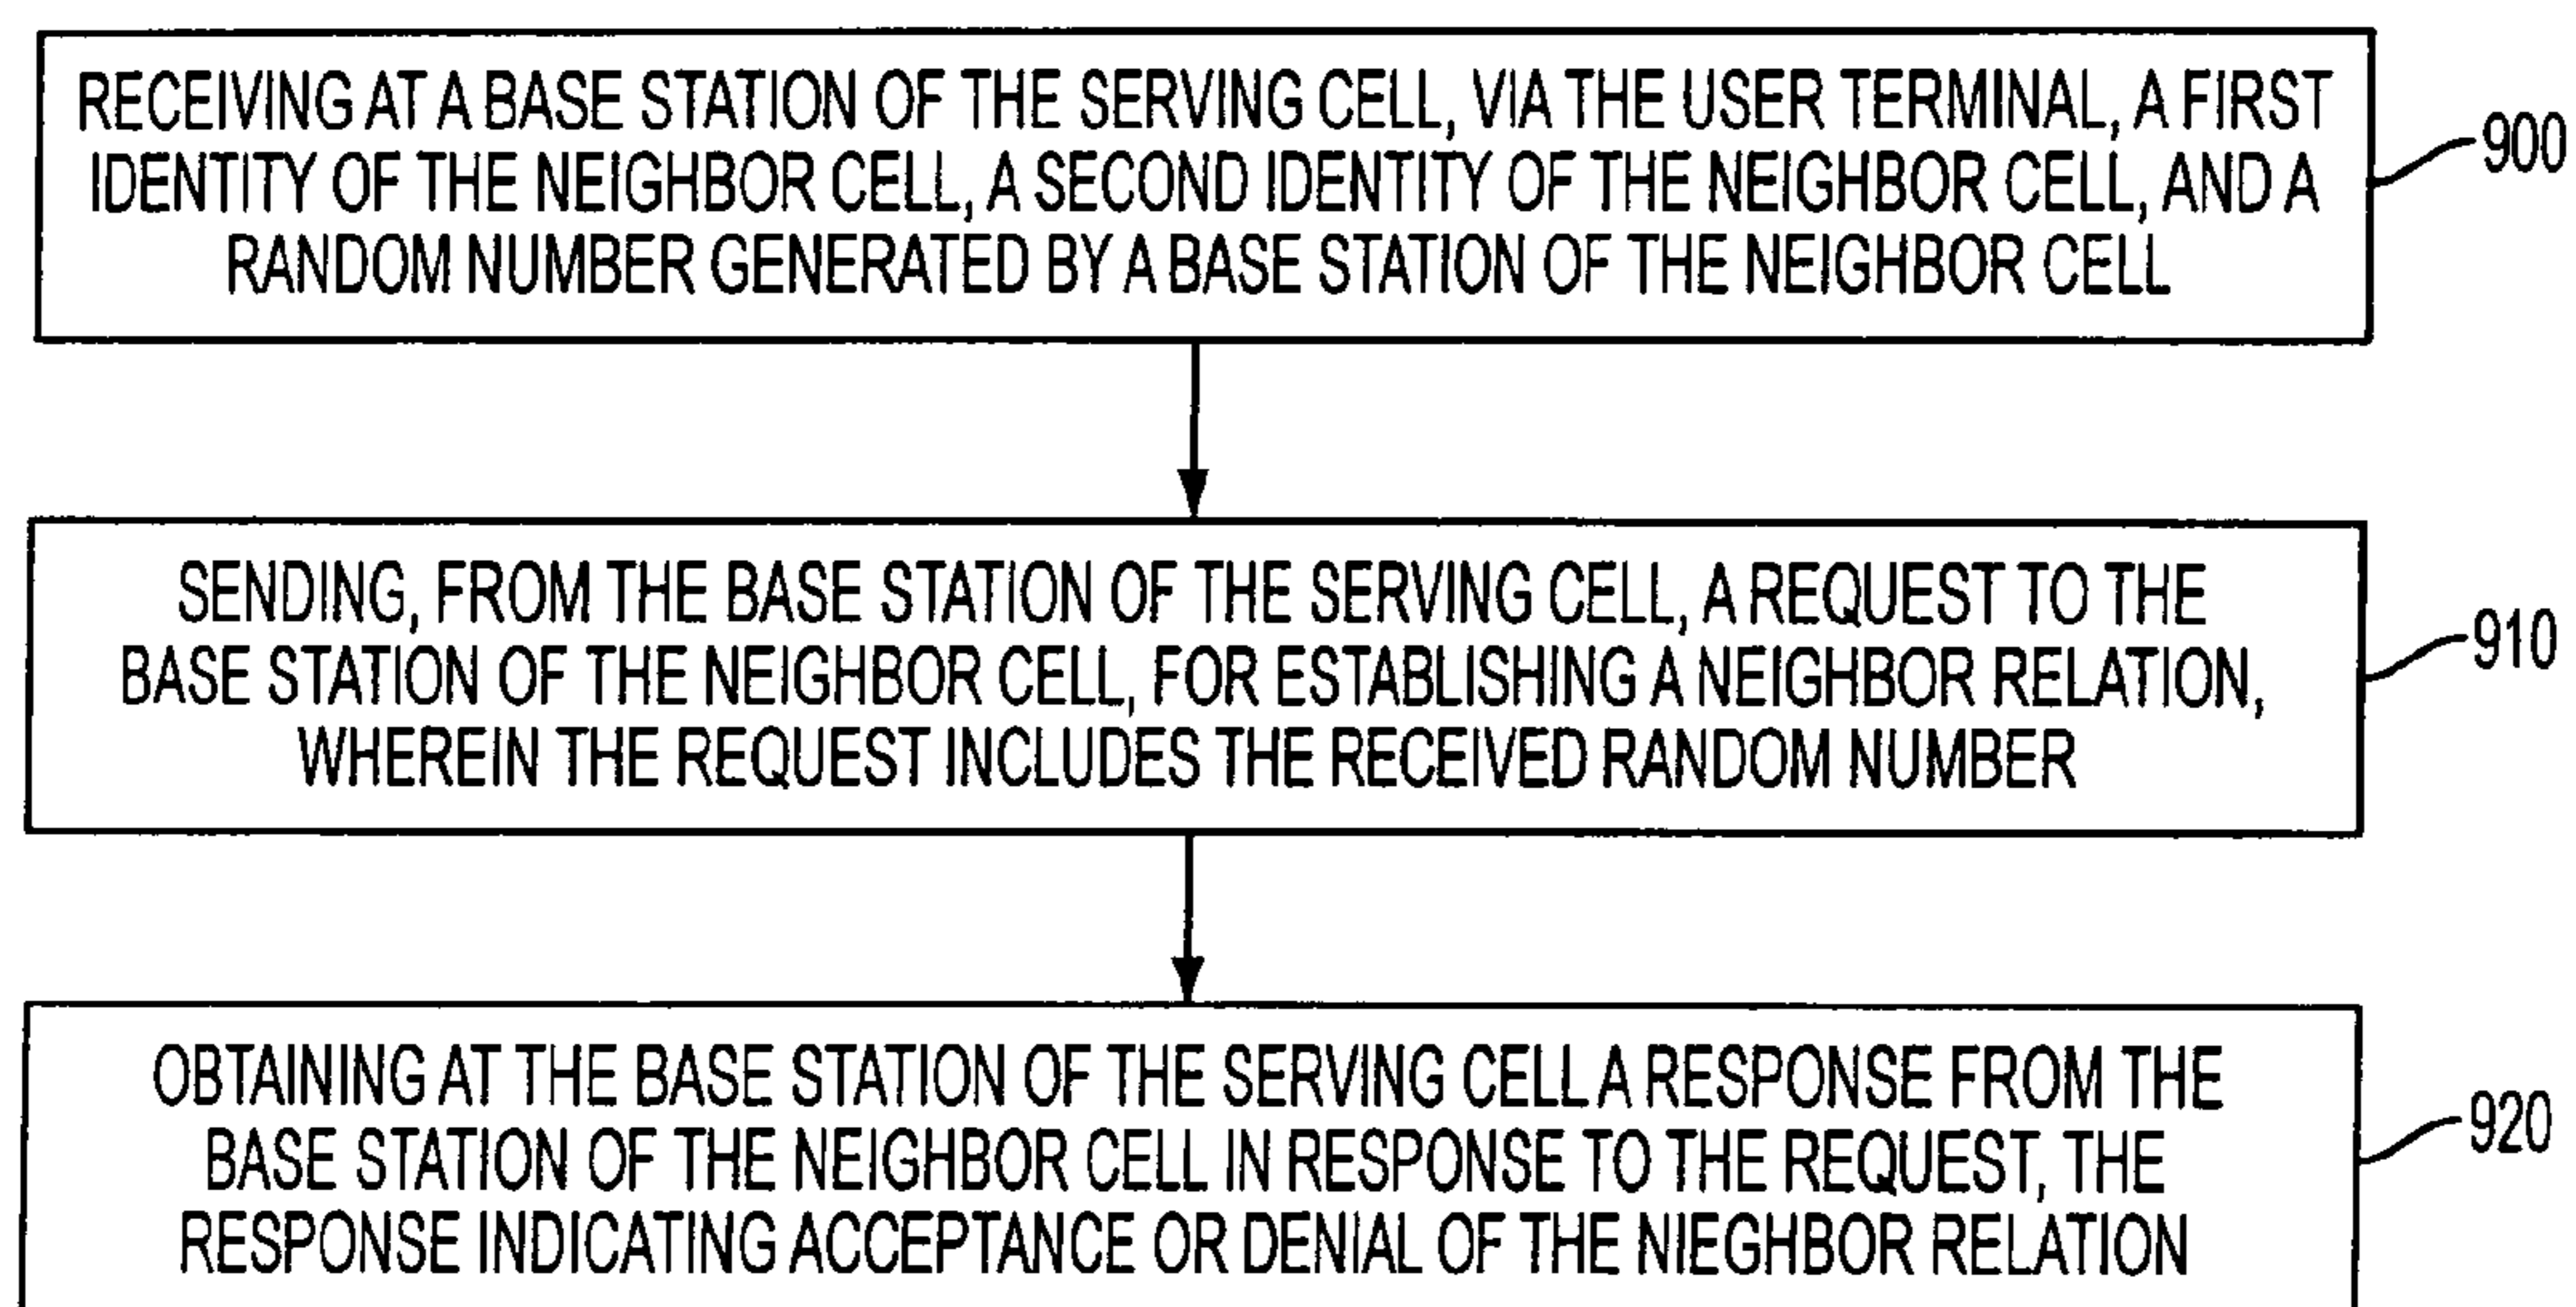 RECEIVING AT A BASE STATION OF THE SERVING CELL, VIA THE USER TERMINAL, A FIRST
IDENTITY OF THE NEIGHBOR CELL, A SECOND IDENTITY OF THE NEIGHBOR CELL, AND A
RANDOM NUMBER GENERATED BY A BASE STATION OF THE NEIGHBOR CELL
900
SENDING, FROM THE BASE STATION OF THE SERVING CELL, A REQUEST TO THE
BASE STATION OF THE NEIGHBOR CELL, FOR ESTABLISHING A NEIGHBOR RELATION,
WHEREIN THE REQUEST INCLUDES THE RECEIVED RANDOM NUMBER
910
OBTAINING AT THE BASE STATION OF THE SERVING CELL A RESPONSE FROM THE
BASE STATION OF THE NEIGHBOR CELL IN RESPONSE TO THE REQUEST, THE
RESPONSE INDICATING ACCEPTANCE OR DENIAL OF THE NIEGHBOR RELATION
920